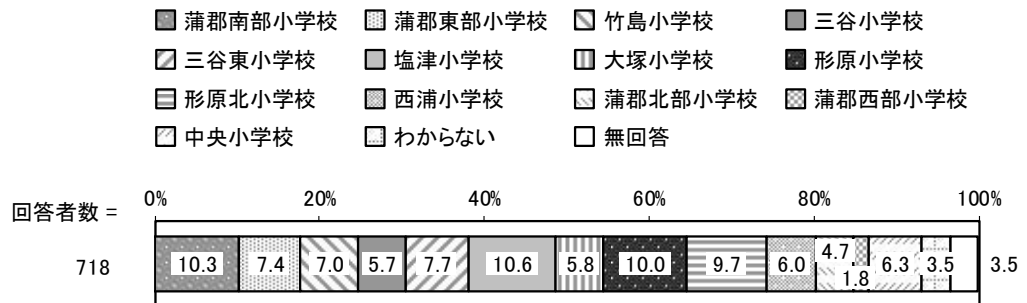 蒲郡南部小学校 蒲郡東部小学校 竹島小学校 三谷小学校
三谷東小学校 塩津小学校 大塚小学校 形原小学校
形原北小学校 西浦小学校 蒲郡北部小学校 蒲郡西部小学校
中央小学校 わからない 無回答
0% 20% 40% 60% 80% 100%
回答者数 =
718 10.3 7.4 7.0 5.7 7.7 10.6 5.8 10.0 9.7 6.0 4.7 1.8 6.3 3.5 3.5